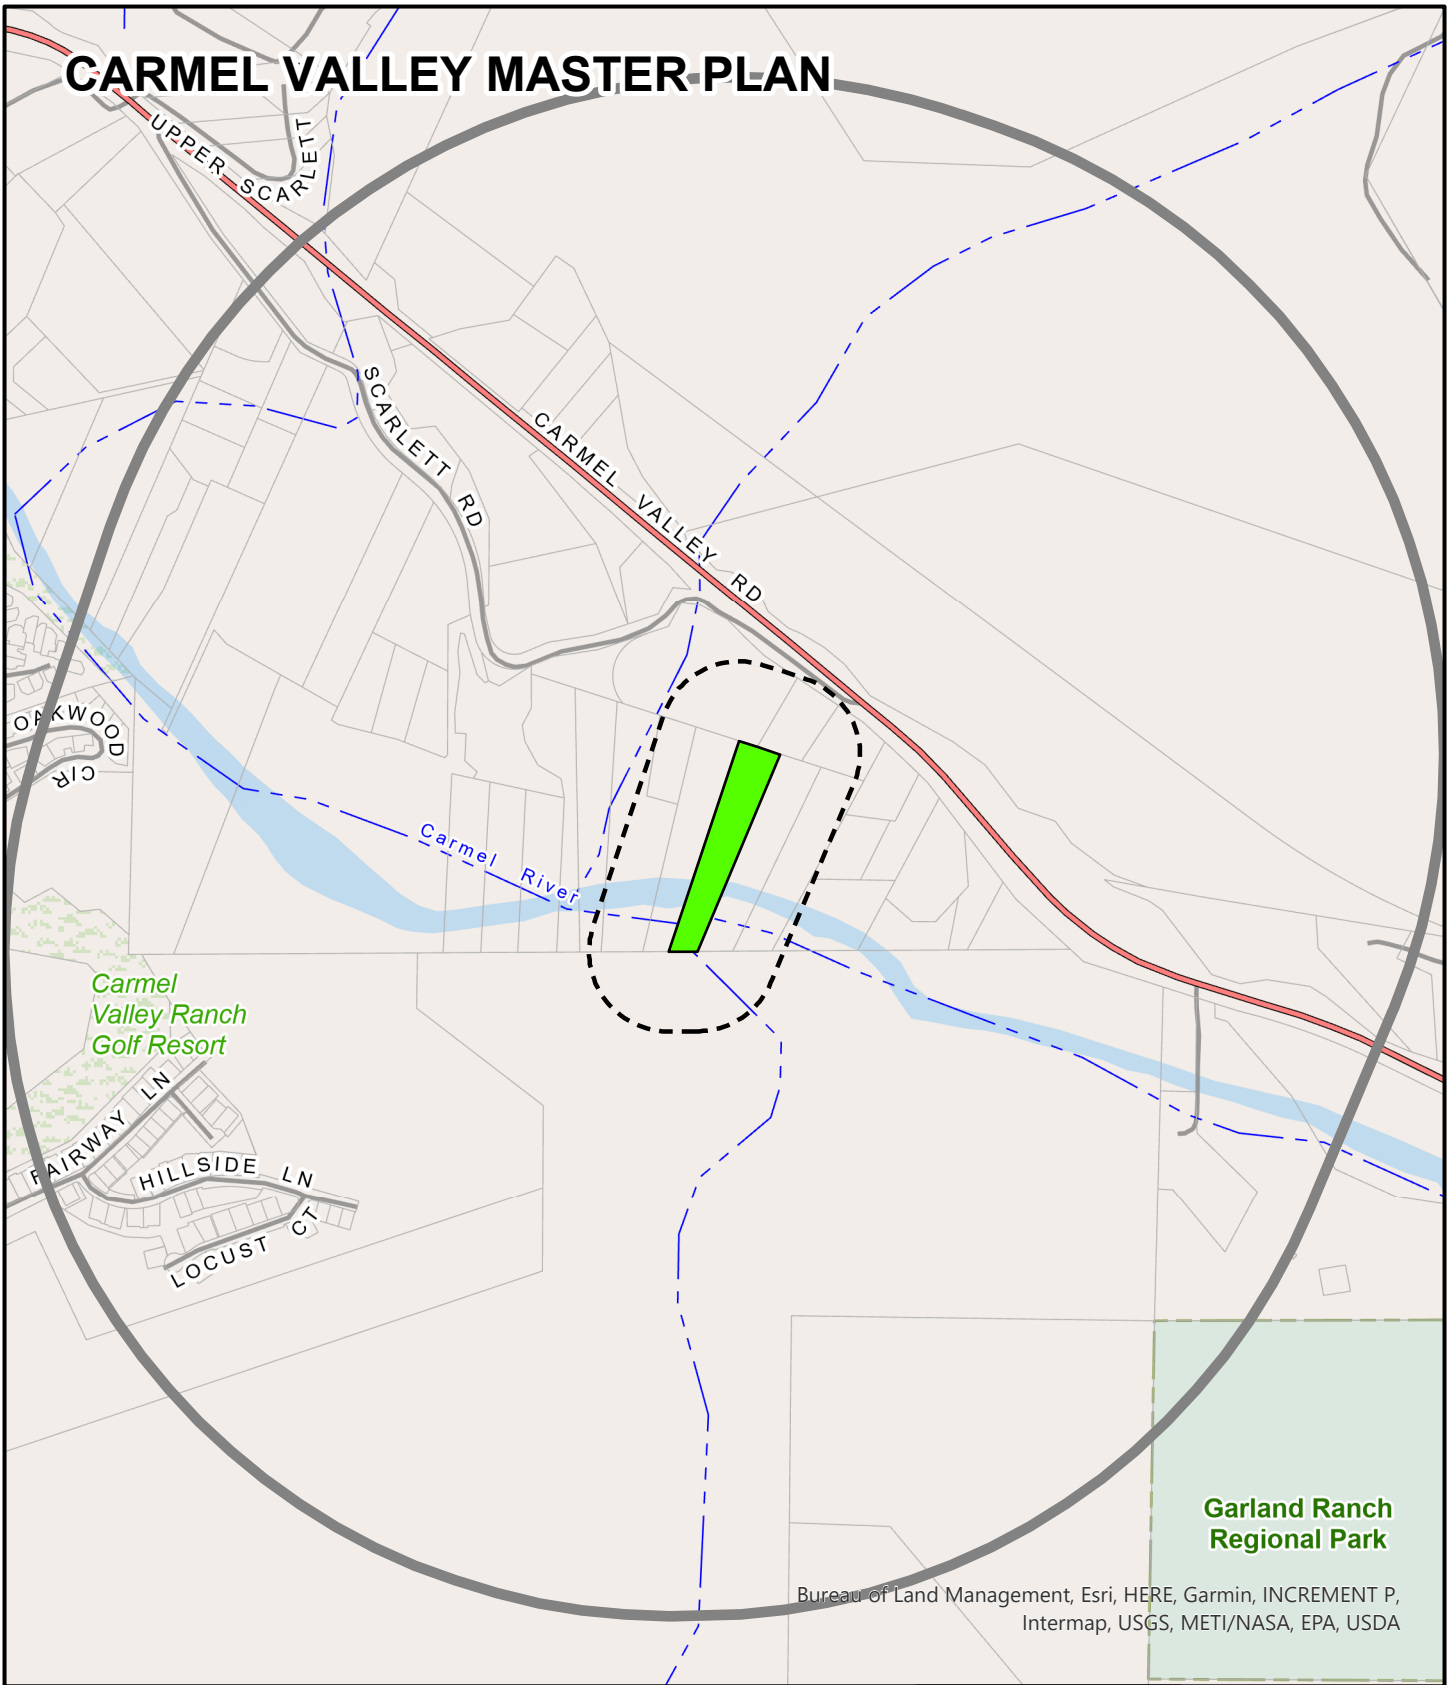 CARMEL VALLEY MASTER PLAN
UPPER SCARLETT
SCARLETT RD
CARMEL VALLEY RD
OAKWOOD CIR
Carmel River
Carmel
Valley Ranch
Golf Resort
FAIRWAY LN
HILLSIDE LN
LOCUST CT
Garland Ranch
Regional Park
Bureau of Land Management, Esri, HERE, Garmin, INCREMENT P,
Intermap, USGS, METI/NASA, EPA, USDA